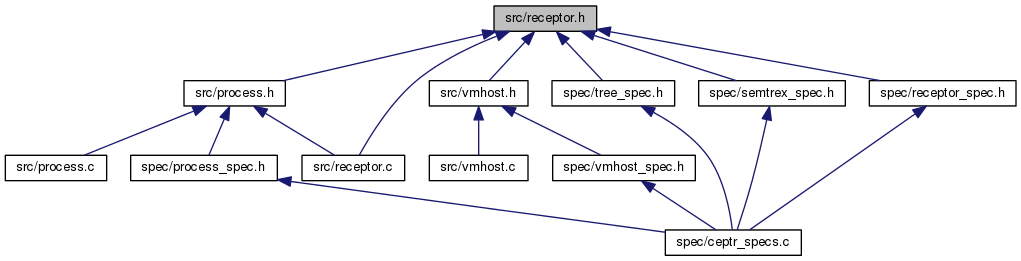 src/receptor.h
src/process.h
src/vmhost.h
spec/tree_spec.h
spec/semtrex_spec.h
spec/receptor_spec.h
src/process.c
spec/process_spec.h
src/receptor.c
src/vmhost.c
spec/vmhost_spec.h
spec/ceptr_specs.c